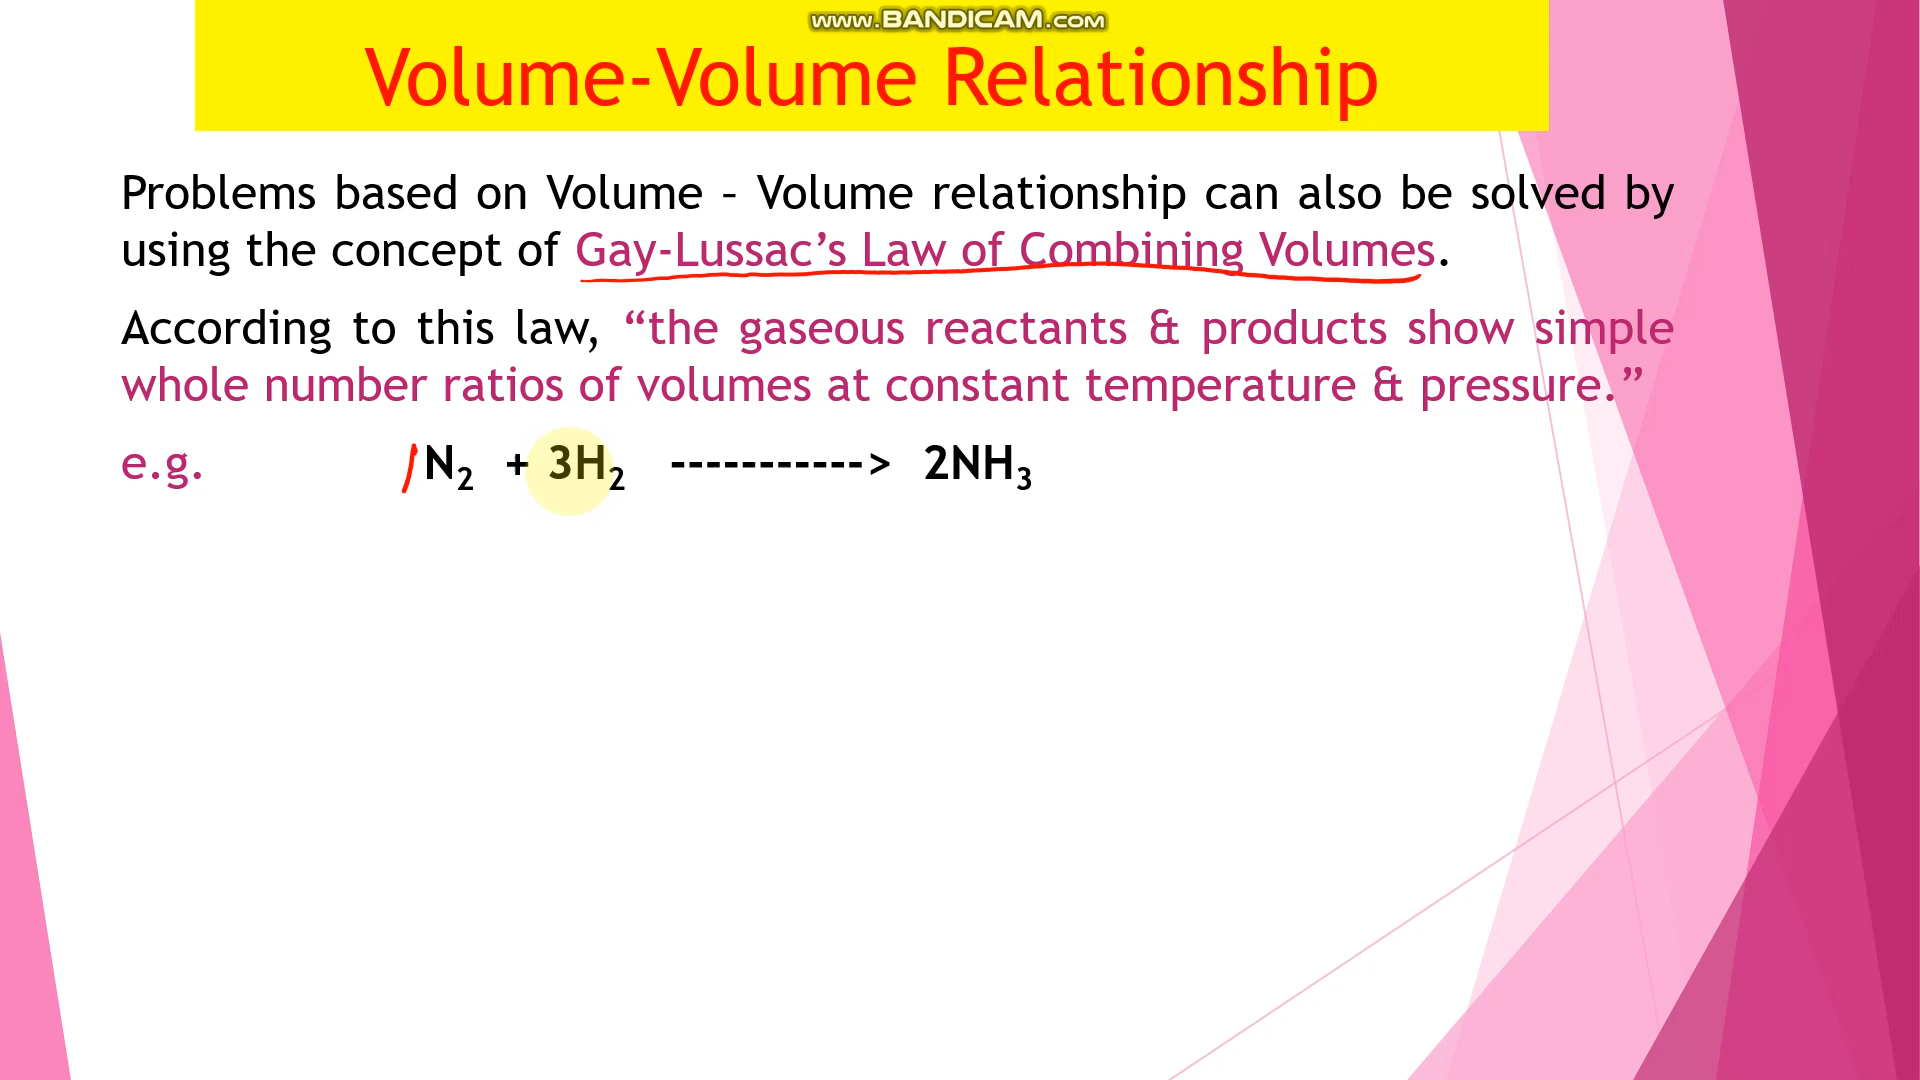 www.BANDICAM.com
Volume-Volume Relationship
Problems based on Volume – Volume relationship can also be solved by
using the concept of Gay-Lussac’s Law of Combining Volumes.
According to this law, “the gaseous reactants & products show simple
whole number ratios of volumes at constant temperature & pressure.”
e.g. 1N₂ + 3H₂ -----------> 2NH₃